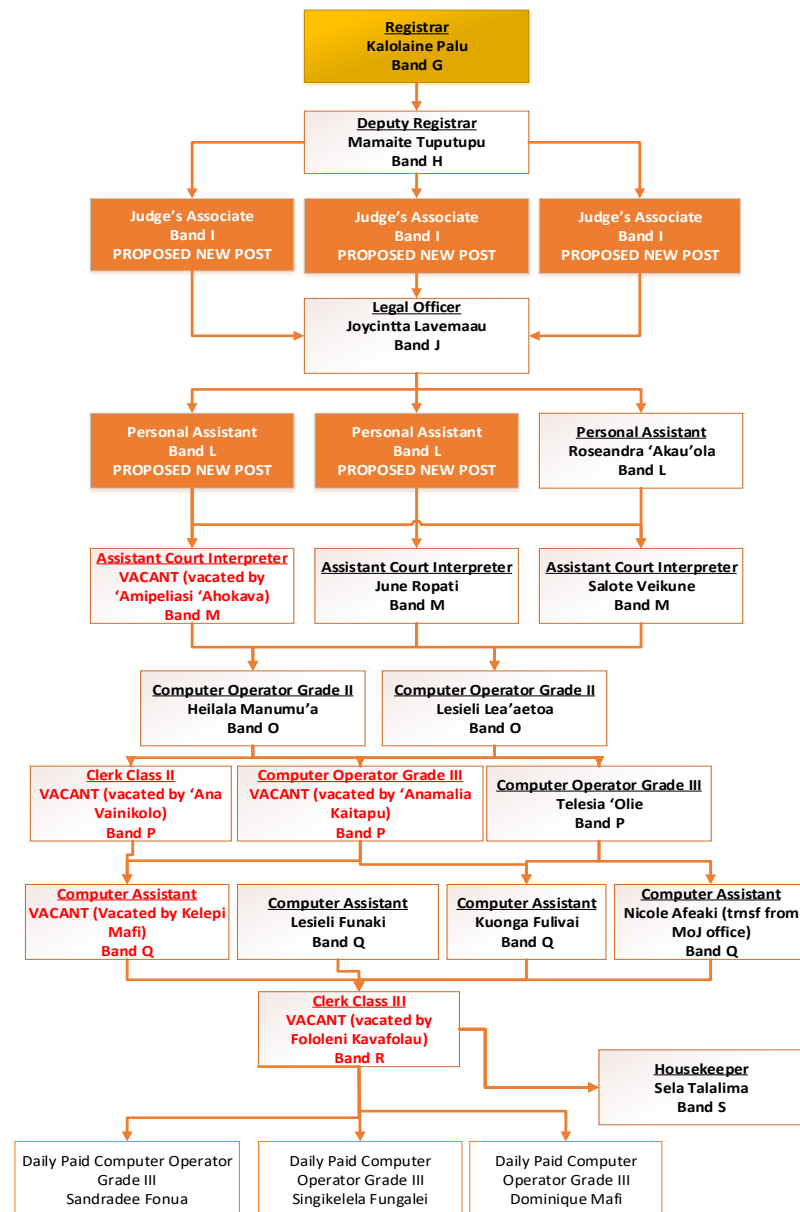 Registrar
Kalolaine Palu
Band G
Deputy Registrar
Mamaite Tuputupu
Band H
Judge's Associate
Band I
PROPOSED NEW POST
Judge's Associate
Band I
PROPOSED NEW POST
Judge's Associate
Band I
PROPOSED NEW POST
Legal Officer
Joycintta Lavemaau
Band J
Personal Assistant
Band L
PROPOSED NEW POST
Personal Assistant
Band L
PROPOSED NEW POST
Personal Assistant
Roseandra ‘Akau’ola
Band L
Assistant Court Interpreter
VACANT (vacated by
‘Amipeliasi ‘Ahokava)
Band M
Assistant Court Interpreter
June Ropati
Band M
Assistant Court Interpreter
Salote Veikune
Band M
Computer Operator Grade II
Heilala Manumu’a
Band O
Computer Operator Grade II
Lesieli Lea’aetoa
Band O
Clerk Class II
VACANT (vacated by ‘Ana
Vainikolo)
Band P
Computer Operator Grade III
VACANT (vacated by ‘Anamalia
Kaitapu)
Band P
Computer Operator Grade III
Telesia ‘Olie
Band P
Computer Assistant
VACANT (Vacated by Kelepi
Mafi)
Band Q
Computer Assistant
Lesieli Funaki
Band Q
Computer Assistant
Kuonga Fulivai
Band Q
Computer Assistant
Nicole Afeaki (trnsf from
MoJ office)
Band Q
Clerk Class III
VACANT (vacated by
Fololeni Kavafolau)
Band R
Housekeeper
Sela Talalima
Band S
Daily Paid Computer Operator
Grade III
Sandradee Fonua
Daily Paid Computer
Operator Grade III
Singikelela Fungalei
Daily Paid Computer
Operator Grade III
Dominique Mafi